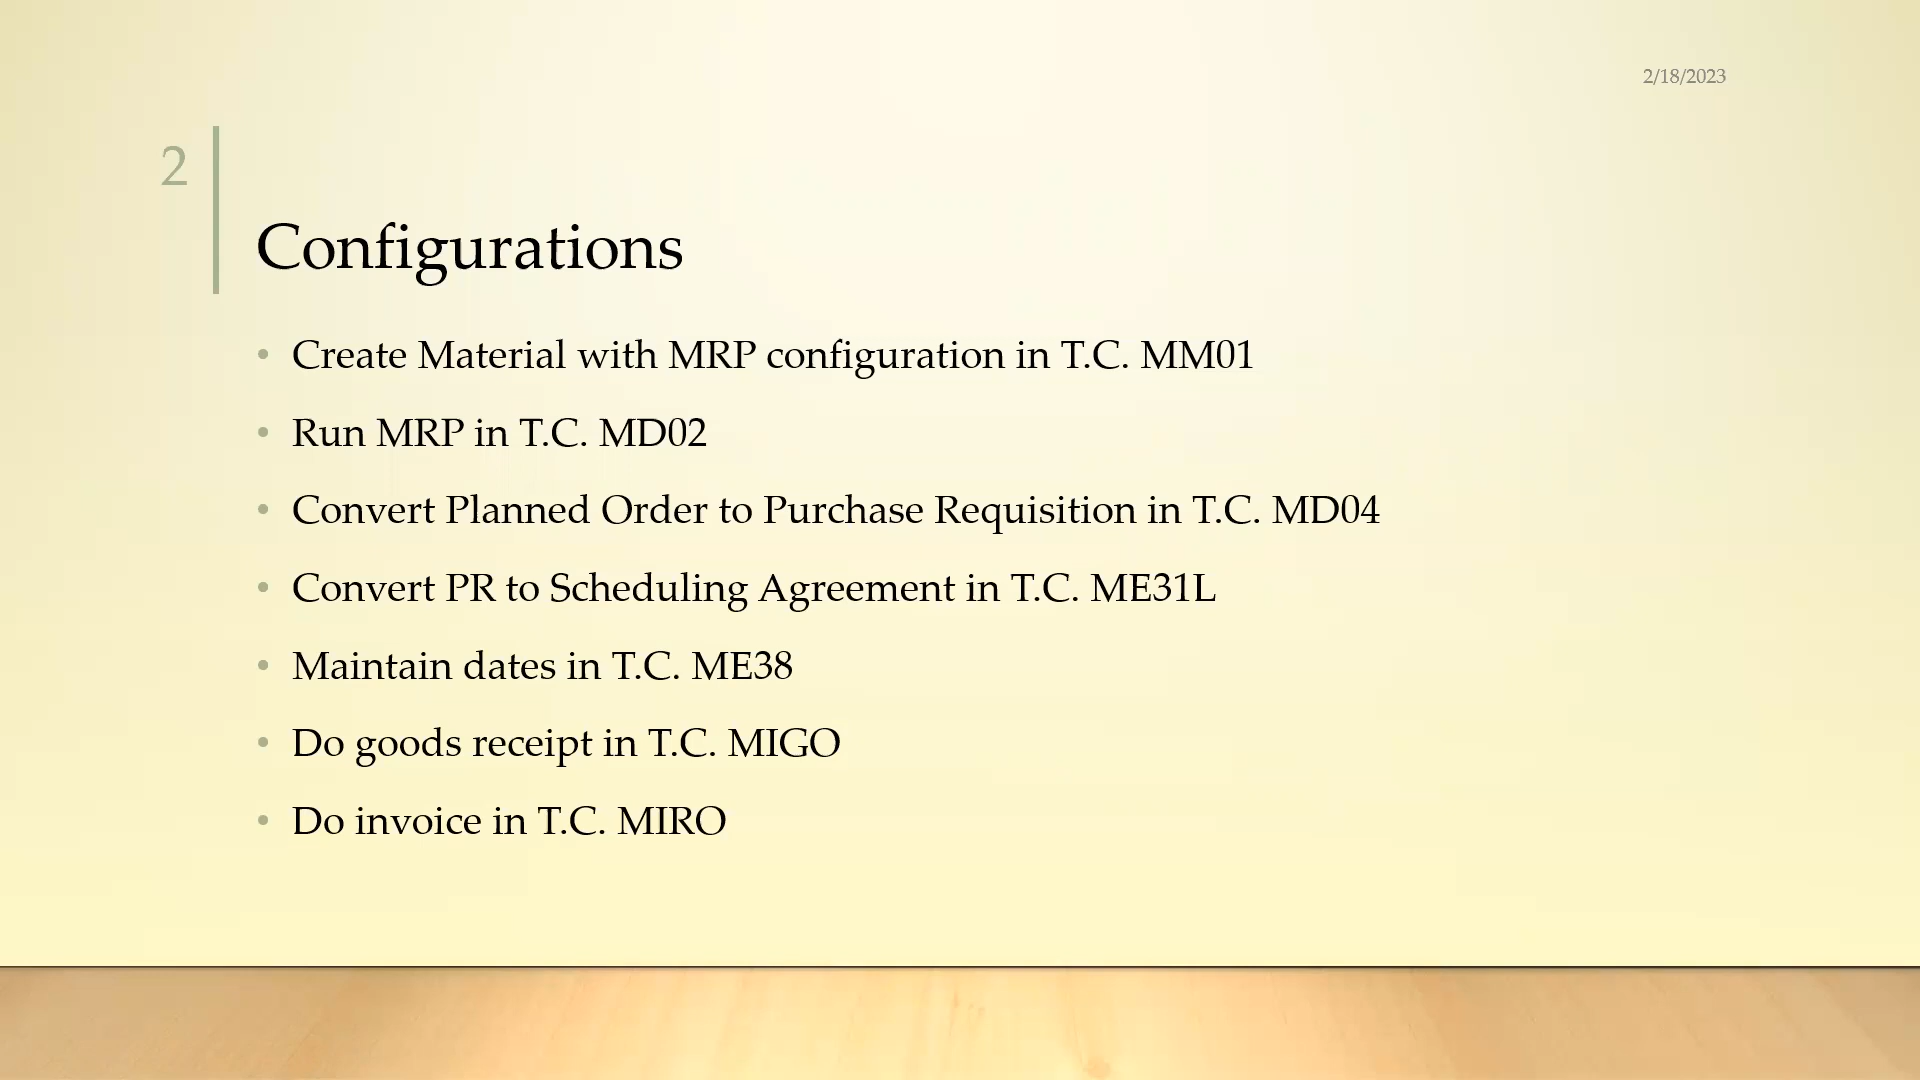 2/18/2023
2
Configurations
• Create Material with MRP configuration in T.C. MM01
• Run MRP in T.C. MD02
• Convert Planned Order to Purchase Requisition in T.C. MD04
• Convert PR to Scheduling Agreement in T.C. ME31L
• Maintain dates in T.C. ME38
• Do goods receipt in T.C. MIGO
• Do invoice in T.C. MIRO